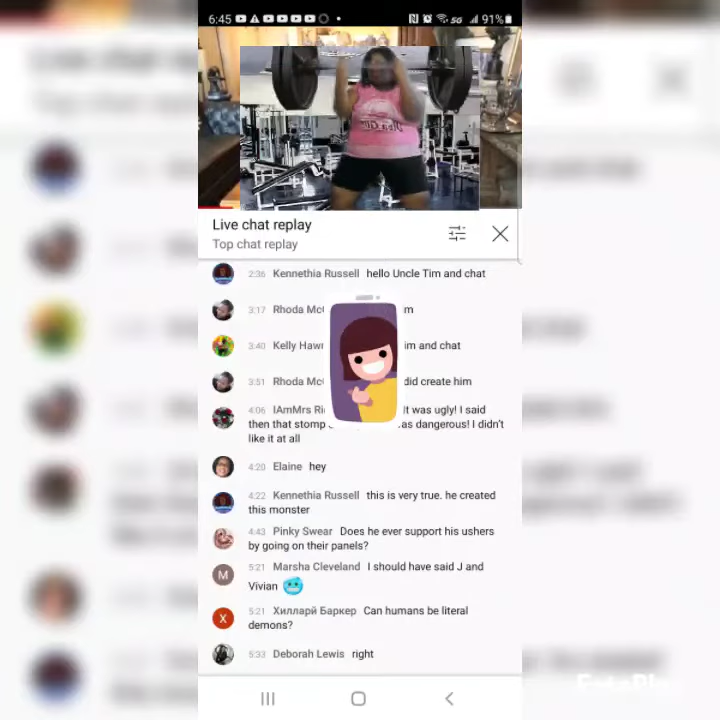 6:45
5G
91%
Live chat replay
Top chat replay
2:36 Kennethia Russell hello Uncle Tim and chat
3:17 Rhoda Mc m
3:40 Kelly Haw im and chat
3:51 Rhoda Mc did create him
4:06 IAmMrs Ri it was ugly! I said
then that stomp as dangerous! I didn't
like it at all
4:20 Elaine hey
4:22 Kennethia Russell this is very true. he created
this monster
4:43 Pinky Swear Does he ever support his ushers
by going on their panels?
M
5:21 Marsha Cleveland I should have said J and
Vivian
X
5:21 Хилларй Баркер Can humans be literal
demons?
5:33 Deborah Lewis right